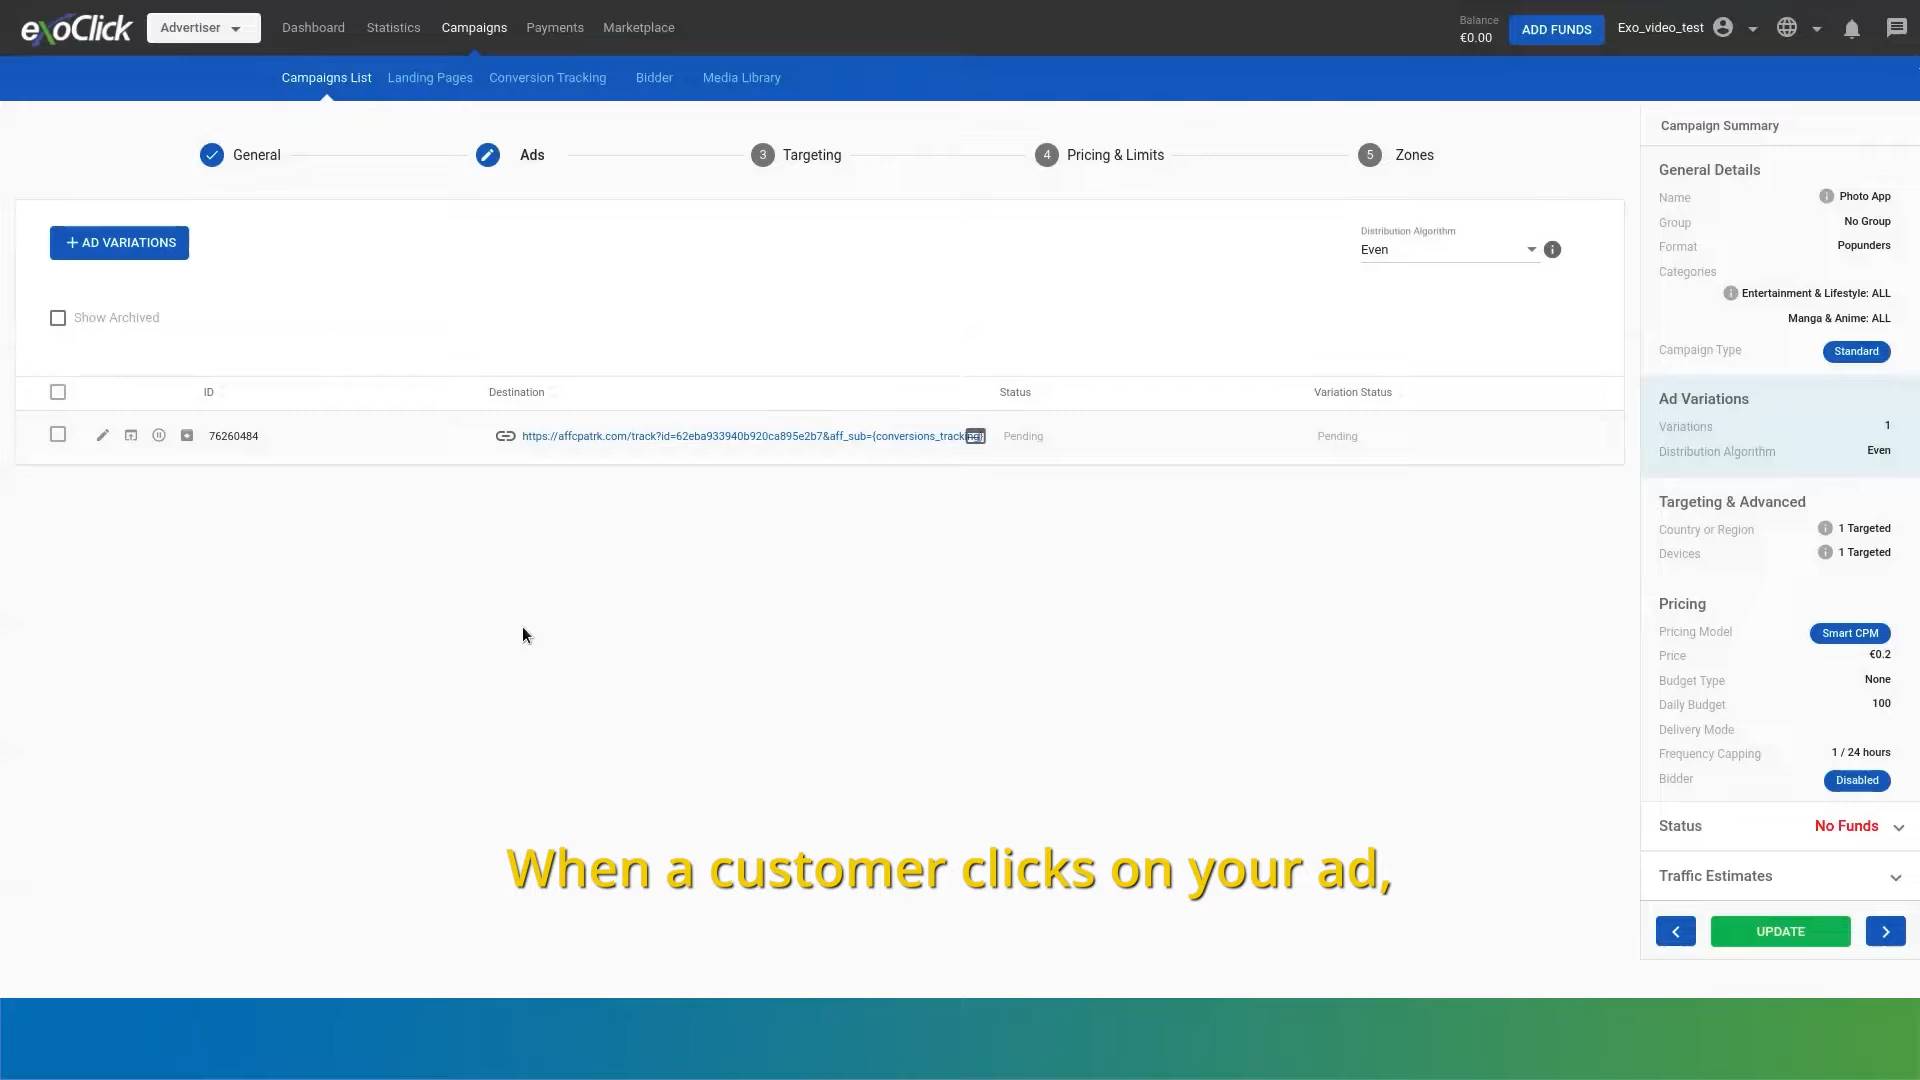 exoClick
Advertiser
Dashboard
Statistics
Campaigns
Payments
Marketplace
Balance
€0.00
ADD FUNDS
Exo_video_test
Campaigns List
Landing Pages
Conversion Tracking
Bidder
Media Library
General
Ads
3 Targeting
4 Pricing & Limits
5 Zones
+ AD VARIATIONS
Distribution Algorithm
Even
Show Archived
ID
Destination
Status
Variation Status
76260484
https://affcpatrk.com/track?id=62eba933940b920ca895e2b7&aff_sub={conversions_tracking}
Pending
Pending
Campaign Summary
General Details
Name Photo App
Group No Group
Format Popunders
Categories
Entertainment & Lifestyle: ALL
Manga & Anime: ALL
Campaign Type Standard
Ad Variations
Variations 1
Distribution Algorithm Even
Targeting & Advanced
Country or Region 1 Targeted
Devices 1 Targeted
Pricing
Pricing Model Smart CPM
Price €0.2
Budget Type None
Daily Budget 100
Delivery Mode
Frequency Capping 1 / 24 hours
Bidder Disabled
Status No Funds
Traffic Estimates
UPDATE
When a customer clicks on your ad,